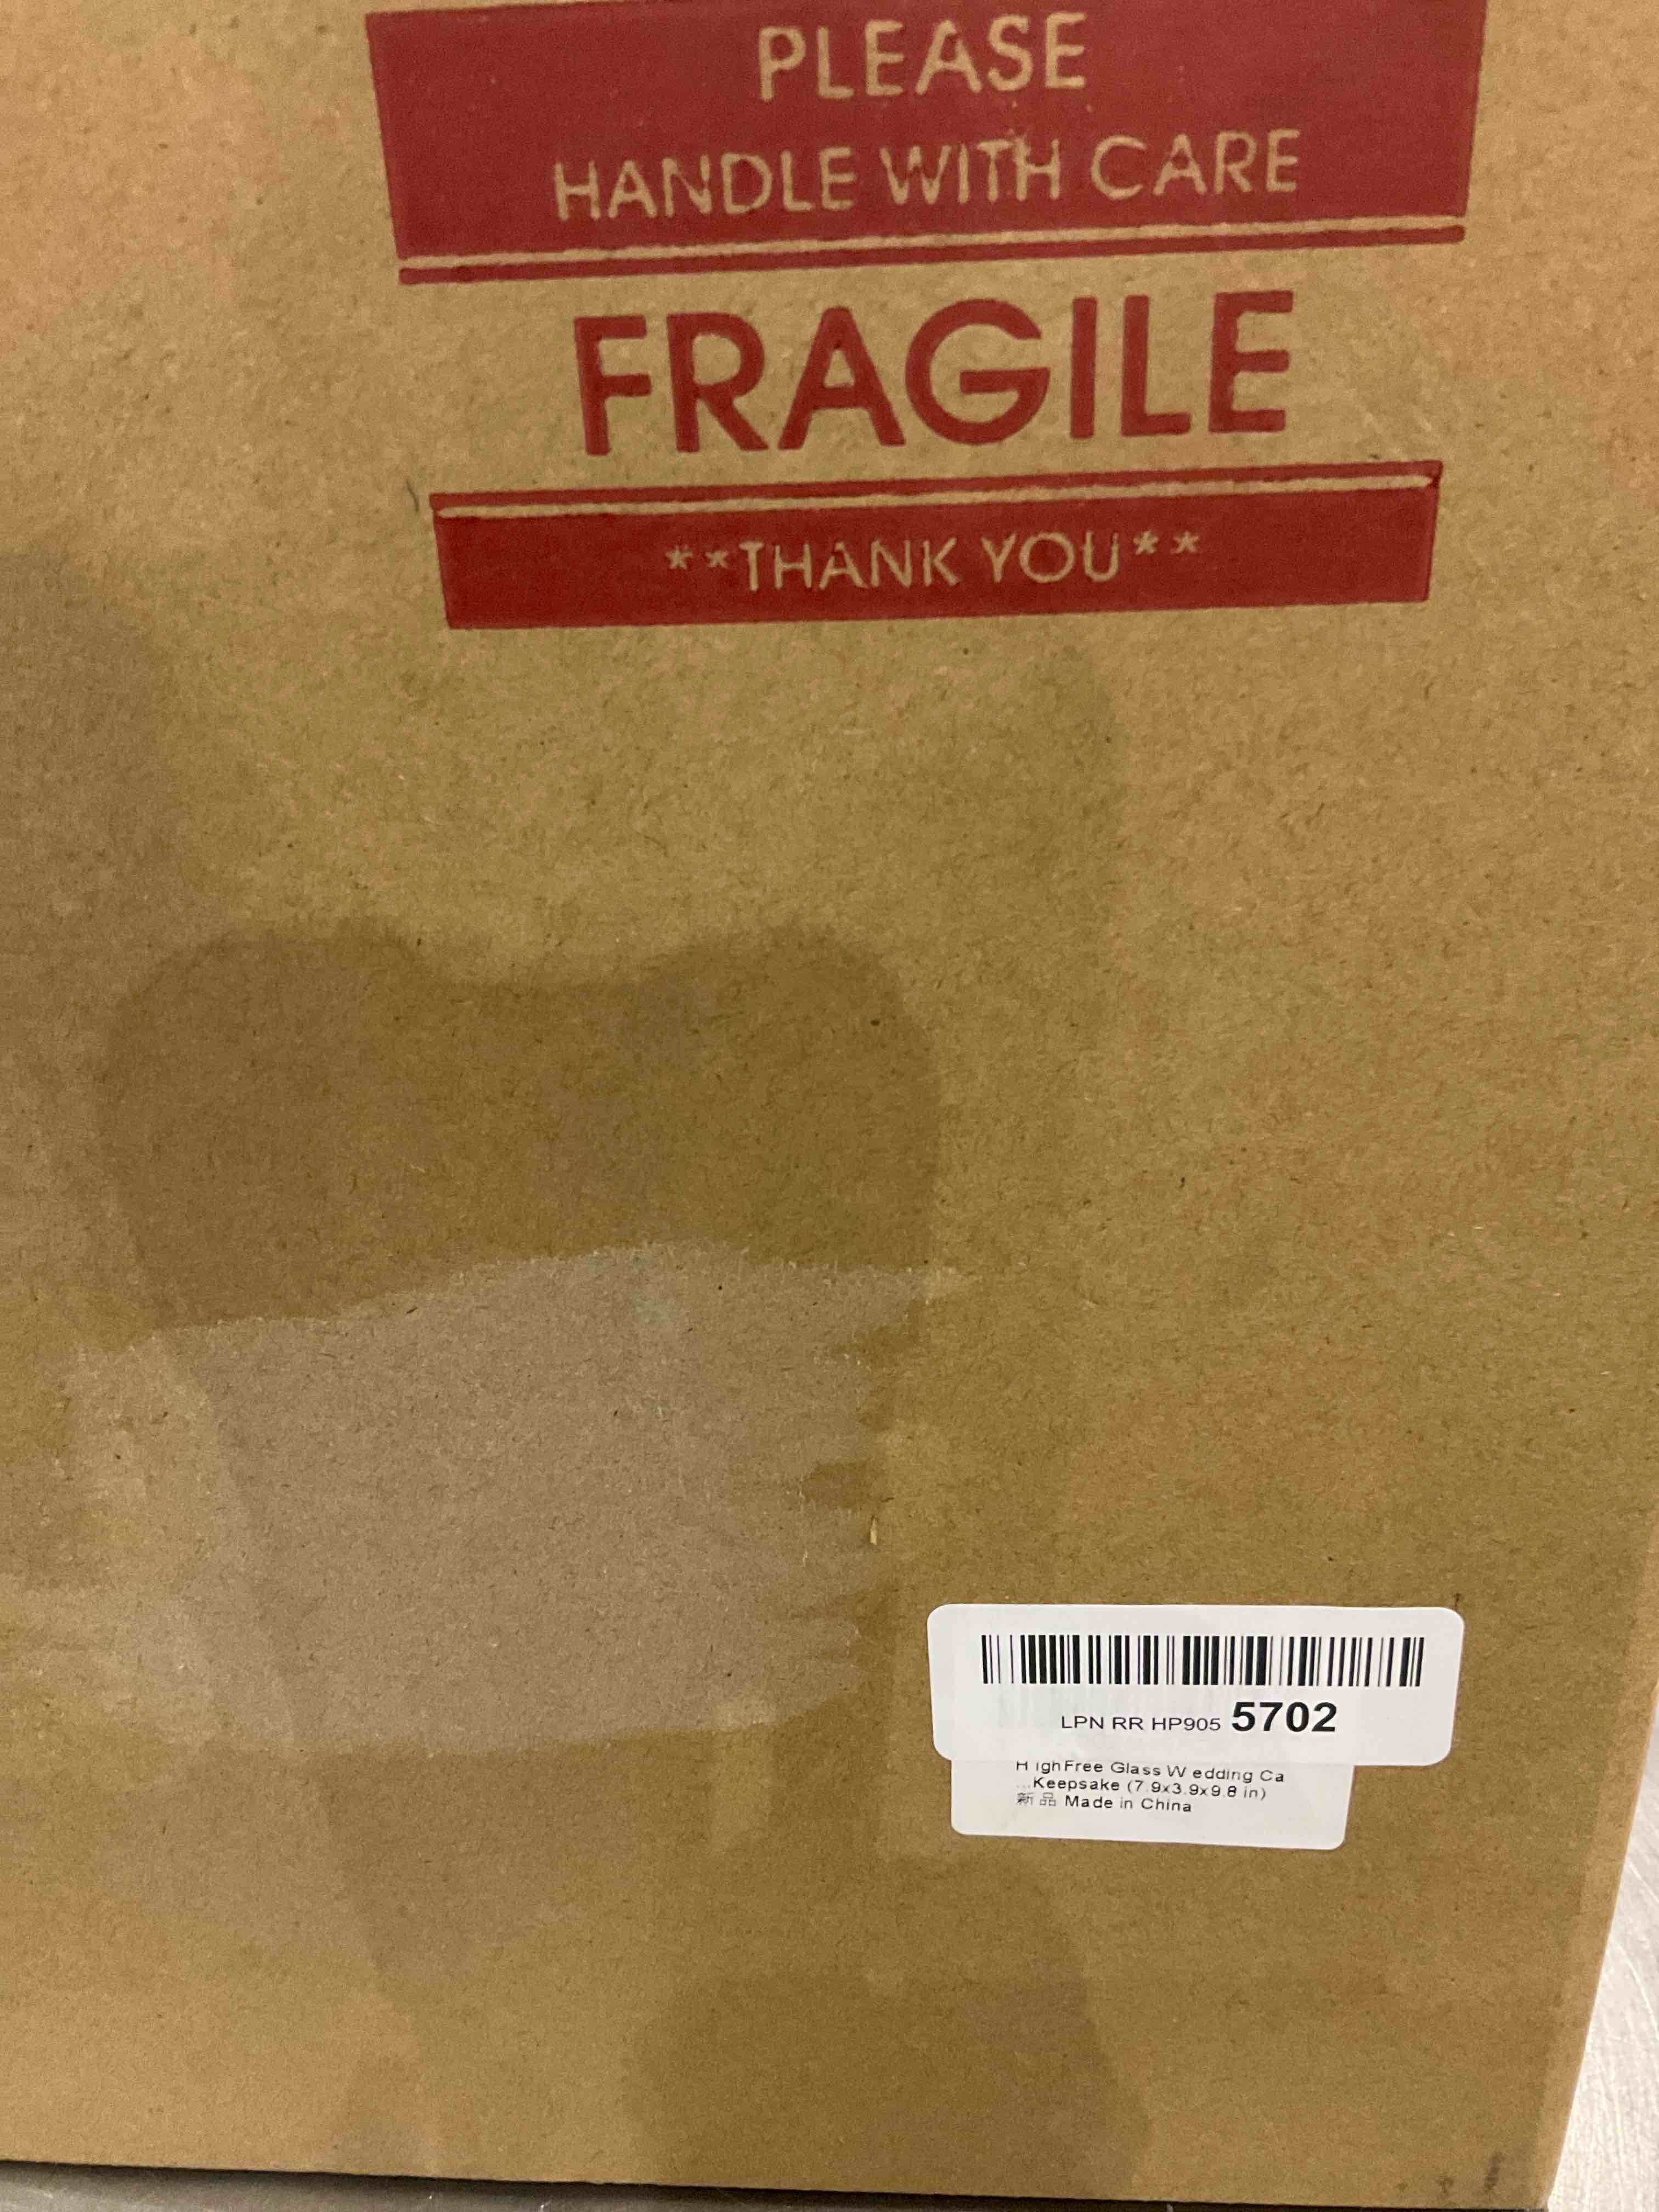 PLEASE
HANDLE WITH CARE
FRAGILE
**THANK YOU**
LPN RR HP905 5702
HighFree Glass Wedding Ca
...Keepsake (7.9x3.9x9.8 in)
新品 Made in China